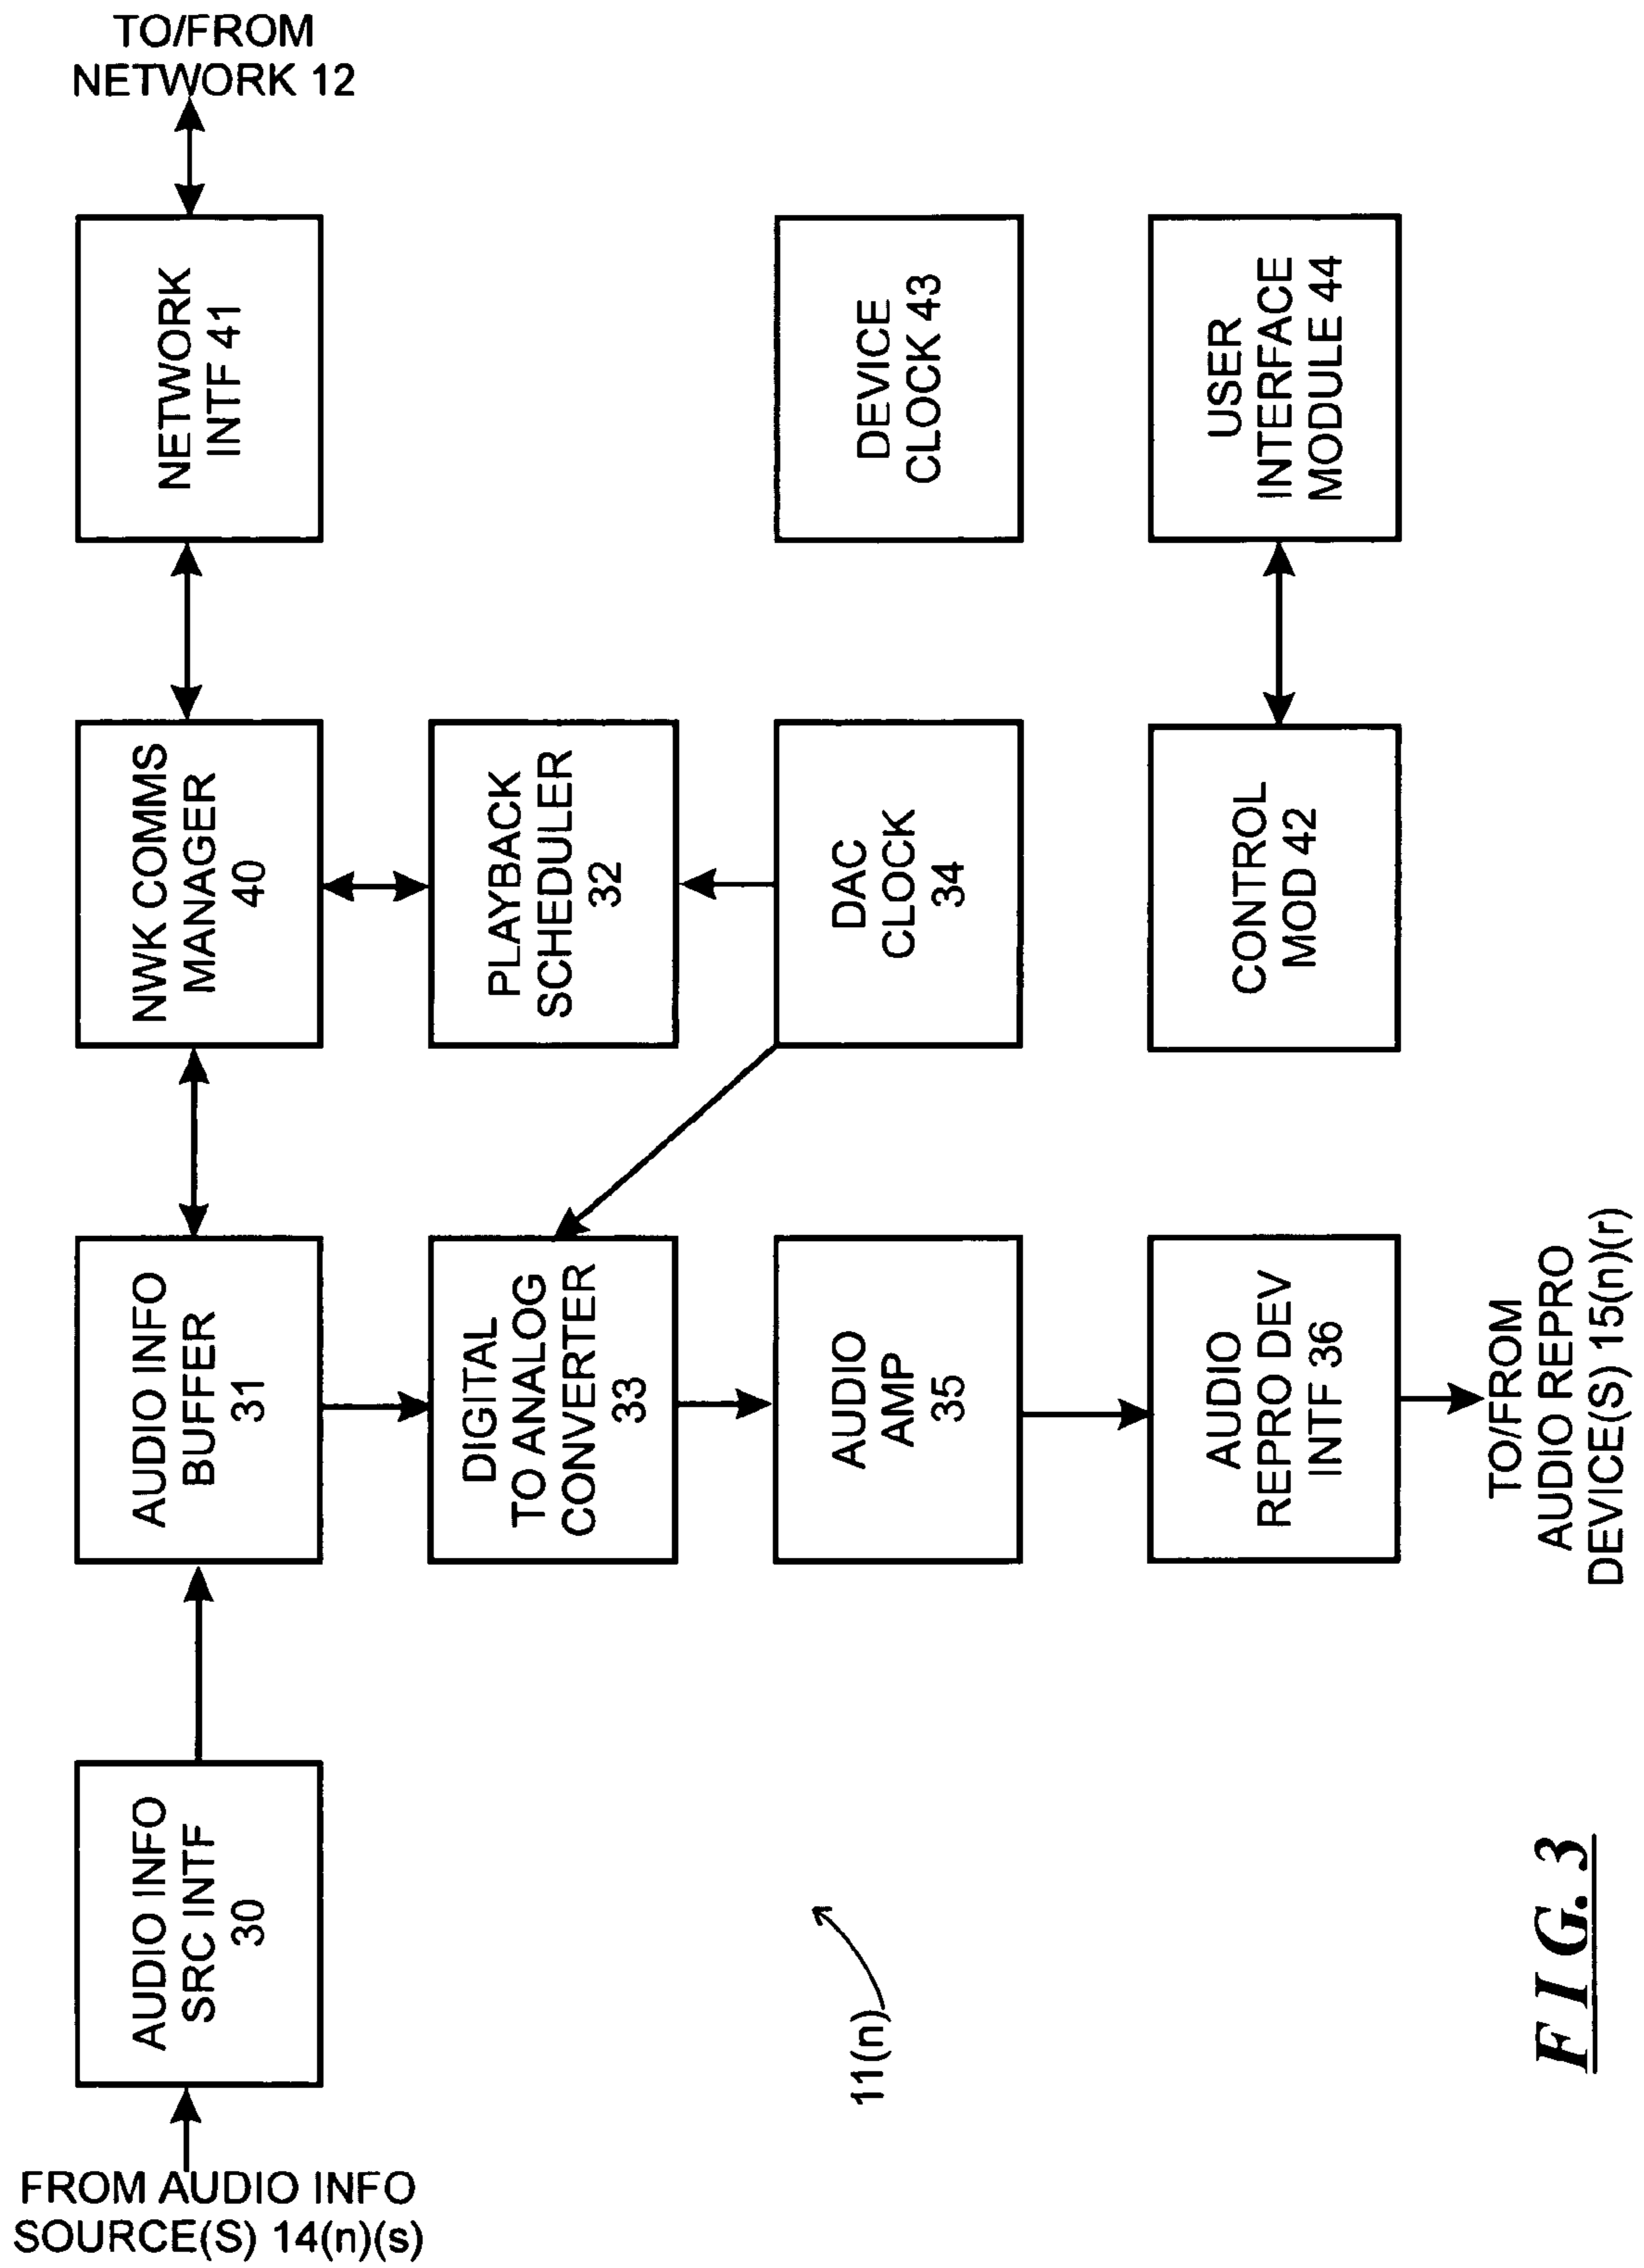 FROM AUDIO INFO
SOURCE(S) 14(n)(s)
AUDIO INFO
SRC INTF
30
AUDIO INFO
BUFFER
31
NWK COMMS
MANAGER
40
NETWORK
INTF 41
TO/FROM
NETWORK 12
DIGITAL
TO ANALOG
CONVERTER
33
PLAYBACK
SCHEDULER
32
AUDIO
AMP
35
DAC
CLOCK
34
DEVICE
CLOCK 43
11(n)
AUDIO
REPRO DEV
INTF 36
CONTROL
MOD 42
USER
INTERFACE
MODULE 44
TO/FROM
AUDIO REPRO
DEVICE(S) 15(n)(r)
FIG. 3